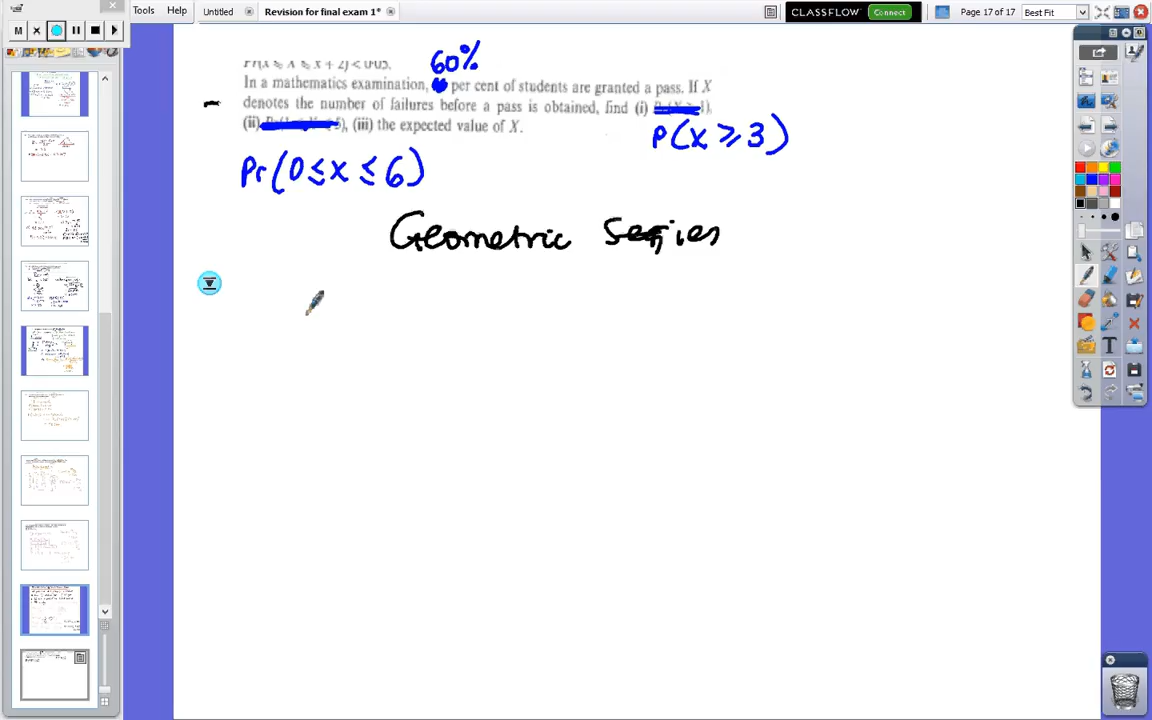 Tools Help Untitled Revision for final exam 1* CLASSFLOW Connect Page 17 of 17 Best Fit
M
60%
In a mathematics examination, per cent of students are granted a pass. If X
denotes the number of failures before a pass is obtained, find (i)
(ii) (iii) the expected value of X.
P(x ≥ 3)
Pr(0 ≤ x ≤ 6)
Geometric Series